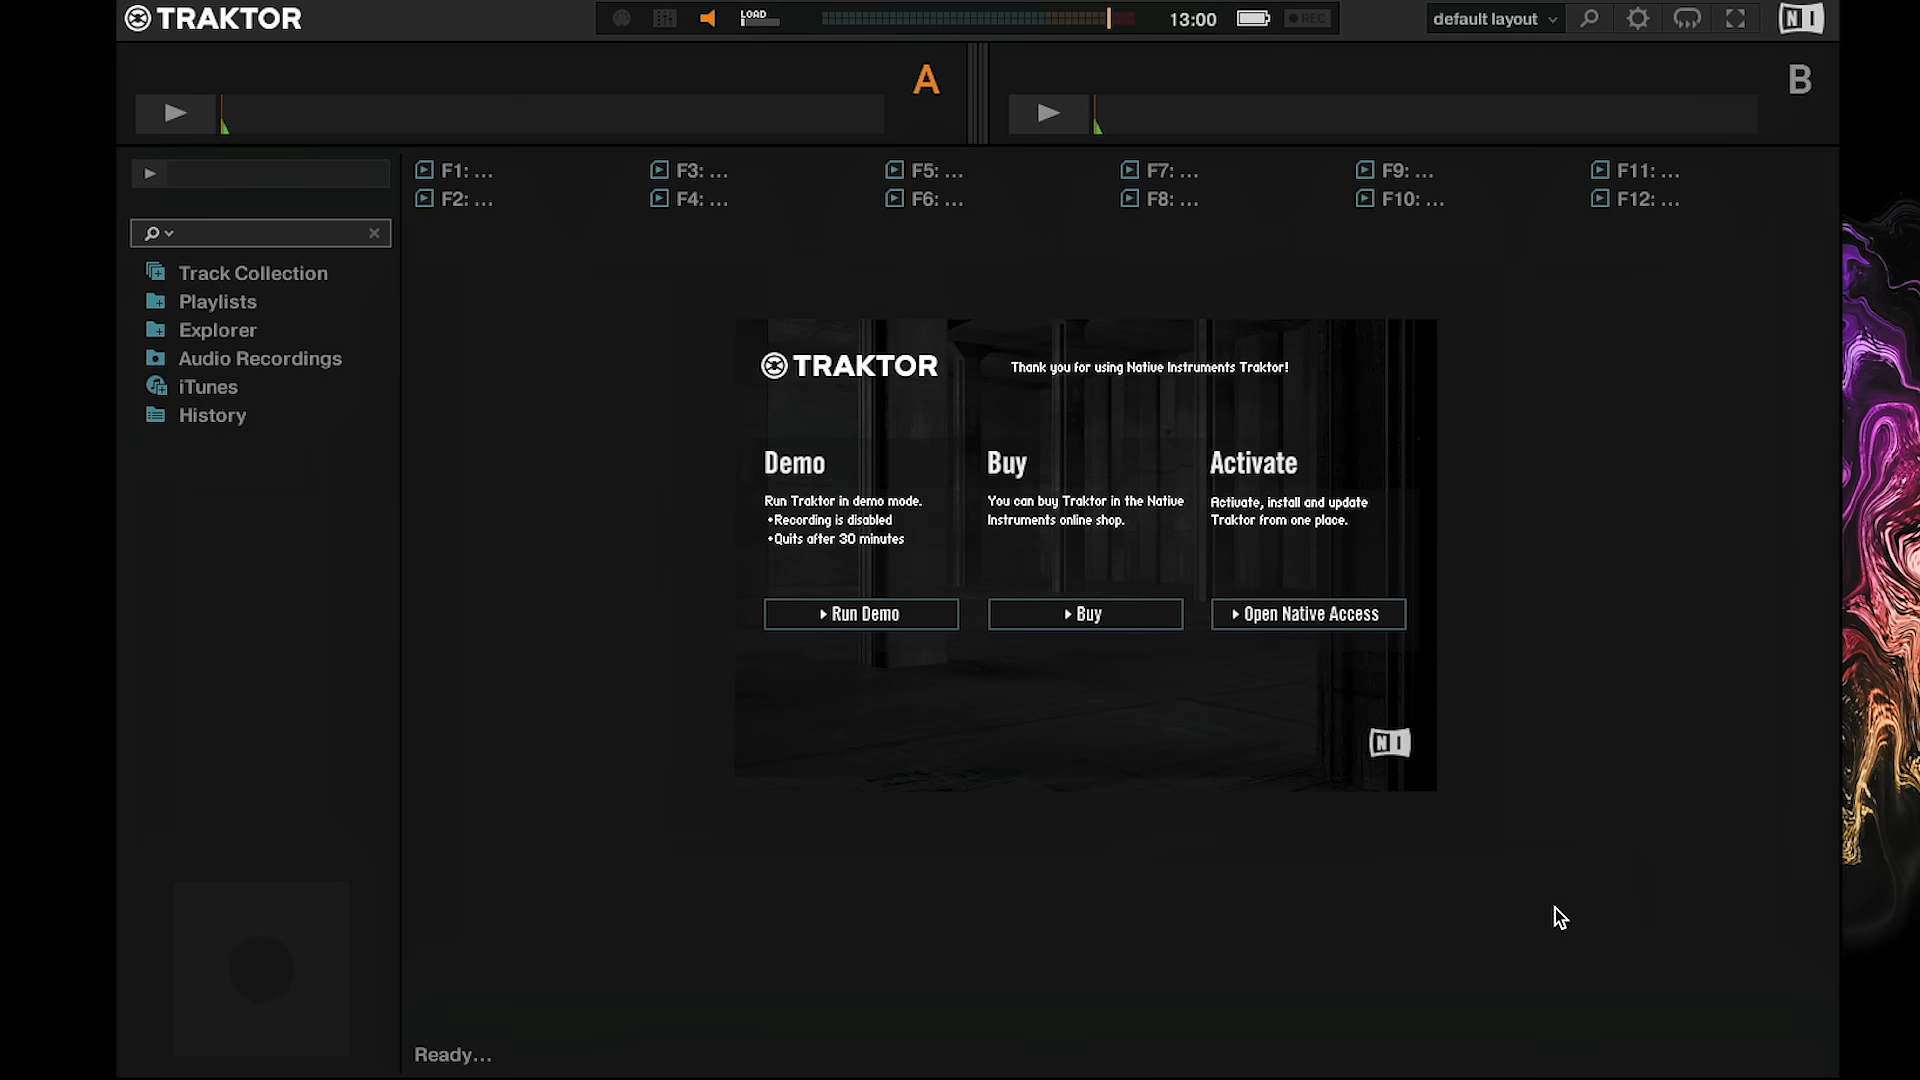 TRAKTOR
LOAD
13:00
REC
default layout
NI
A
B
F1: ...
F3: ...
F5: ...
F7: ...
F9: ...
F11: ...
F2: ...
F4: ...
F6: ...
F8: ...
F10: ...
F12: ...
Track Collection
Playlists
Explorer
Audio Recordings
iTunes
History
TRAKTOR
Thank you for using Native Instruments Traktor!
Demo
Run Traktor in demo mode.
•Recording is disabled
•Quits after 30 minutes
Run Demo
Buy
You can buy Traktor in the Native
Instruments online shop.
Buy
Activate
Activate, install and update
Traktor from one place.
Open Native Access
NI
Ready...